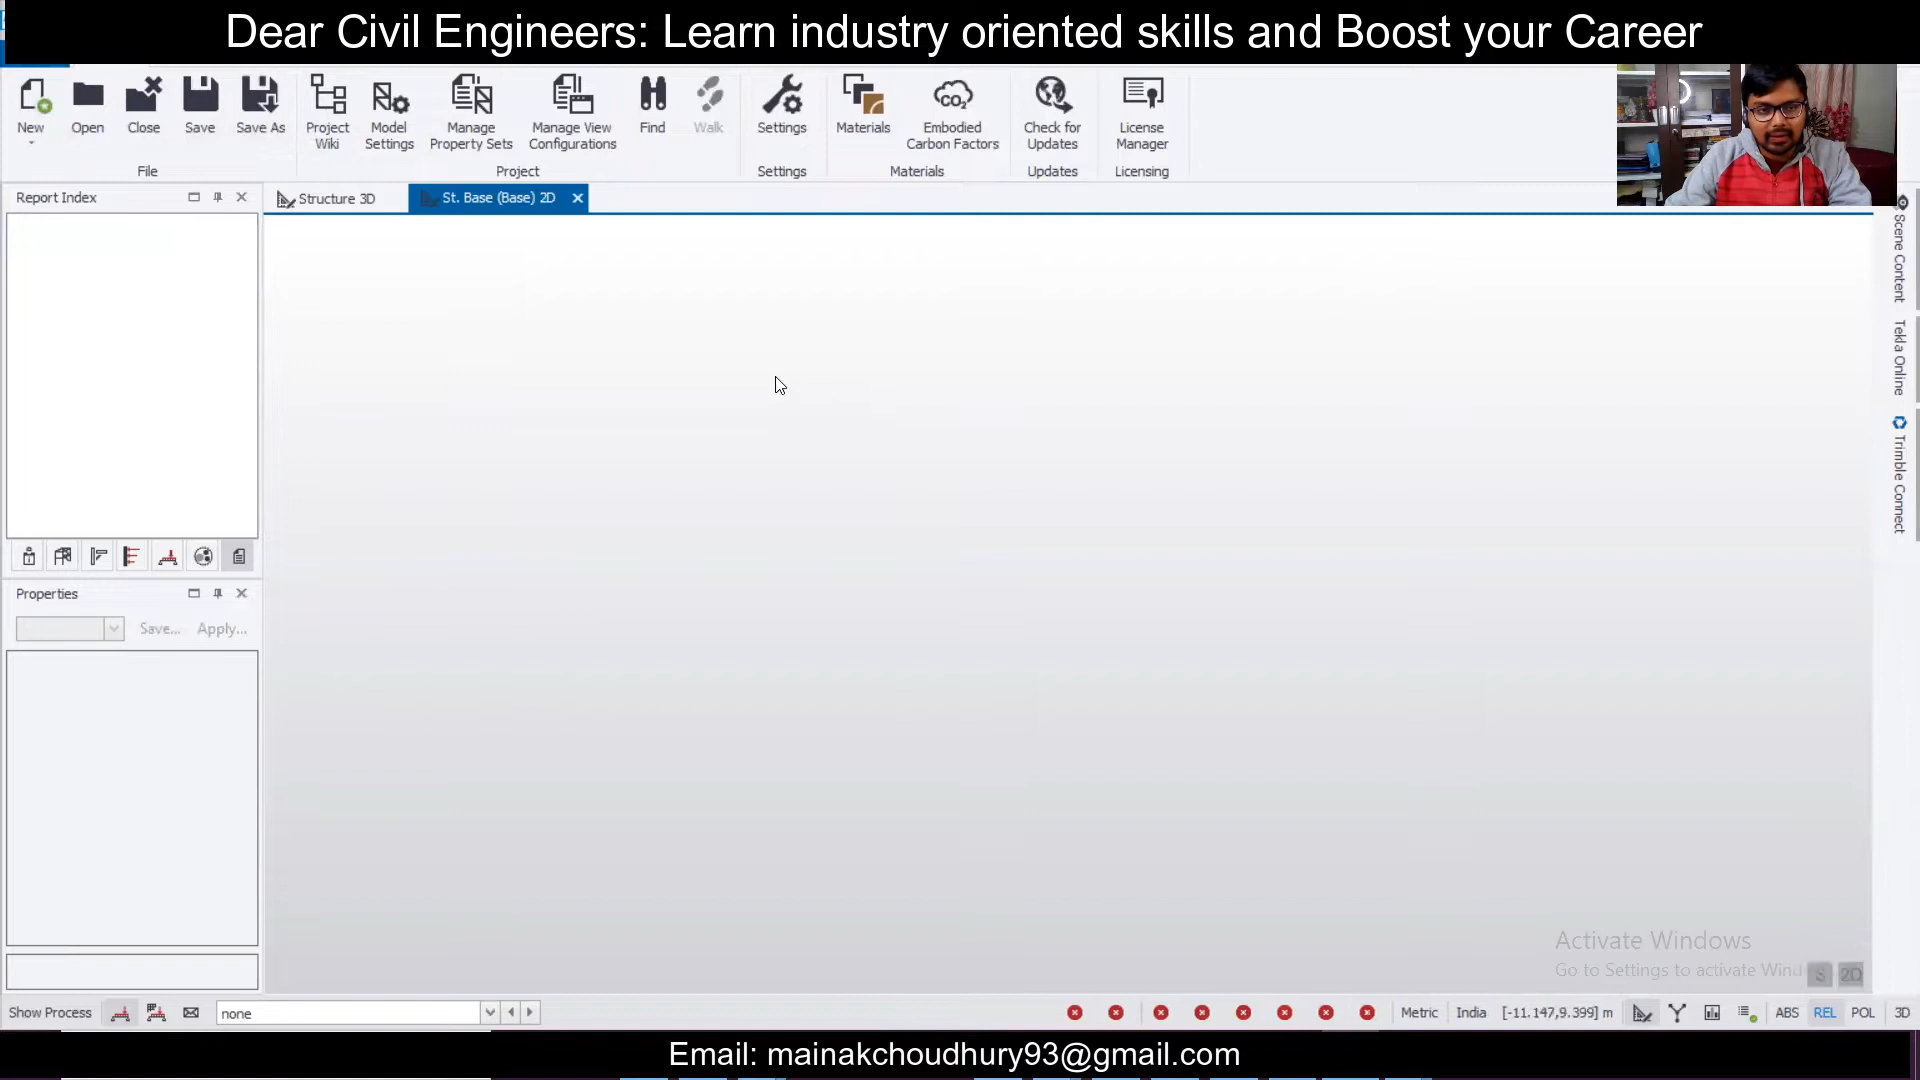 Dear Civil Engineers: Learn industry oriented skills and Boost your Career
New
Open
Close
Save
Save As
Project Wiki
Model Settings
Manage Property Sets
Manage View Configurations
Find
Walk
Settings
Materials
Embodied Carbon Factors
Check for Updates
License Manager
File
Project
Settings
Materials
Updates
Licensing
Report Index
Structure 3D
St. Base (Base) 2D
Scene Content
Tekla Online
Trimble Connect
CO2
Properties
Save...
Apply...
Activate Windows
Go to Settings to activate Wind
S
2D
Show Process
none
Metric
India
[-11.147,9.399] m
ABS
REL
POL
3D
Email: mainakchoudhury93@gmail.com